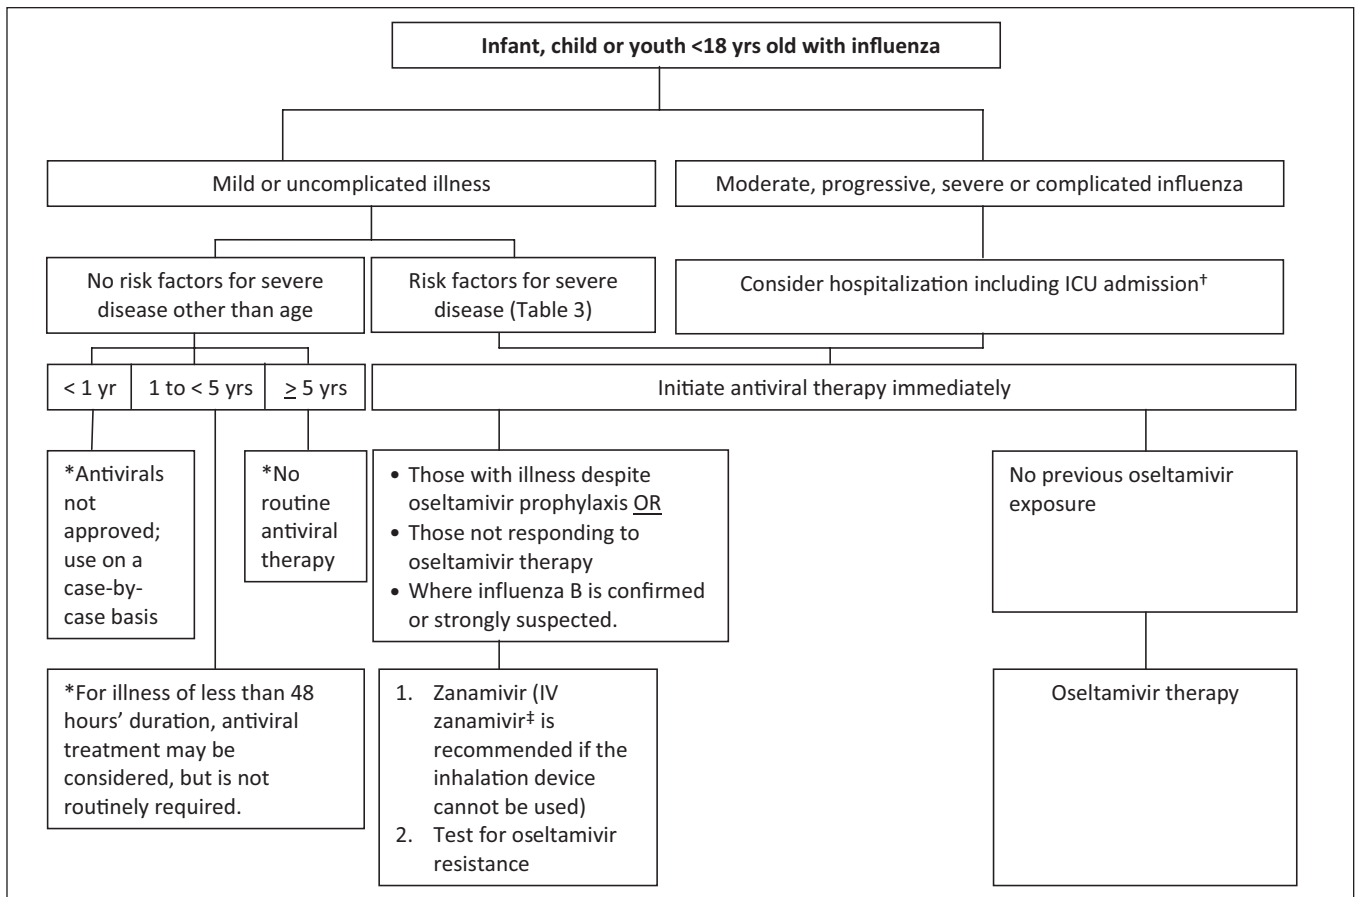 Infant, child or youth <18 yrs old with influenza
Mild or uncomplicated illness
Moderate, progressive, severe or complicated influenza
No risk factors for severe
disease other than age
Risk factors for severe
disease (Table 3)
Consider hospitalization including ICU admission†
< 1 yr
1 to < 5 yrs
≥ 5 yrs
Initiate antiviral therapy immediately
*Antivirals
not
approved;
use on a
case-by-
case basis
*No
routine
antiviral
therapy
• Those with illness despite
oseltamivir prophylaxis OR
• Those not responding to
oseltamivir therapy
• Where influenza B is confirmed
or strongly suspected.
No previous oseltamivir
exposure
*For illness of less than 48
hours’ duration, antiviral
treatment may be
considered, but is not
routinely required.
1. Zanamivir (IV
zanamivir‡ is
recommended if the
inhalation device
cannot be used)
2. Test for oseltamivir
resistance
Oseltamivir therapy